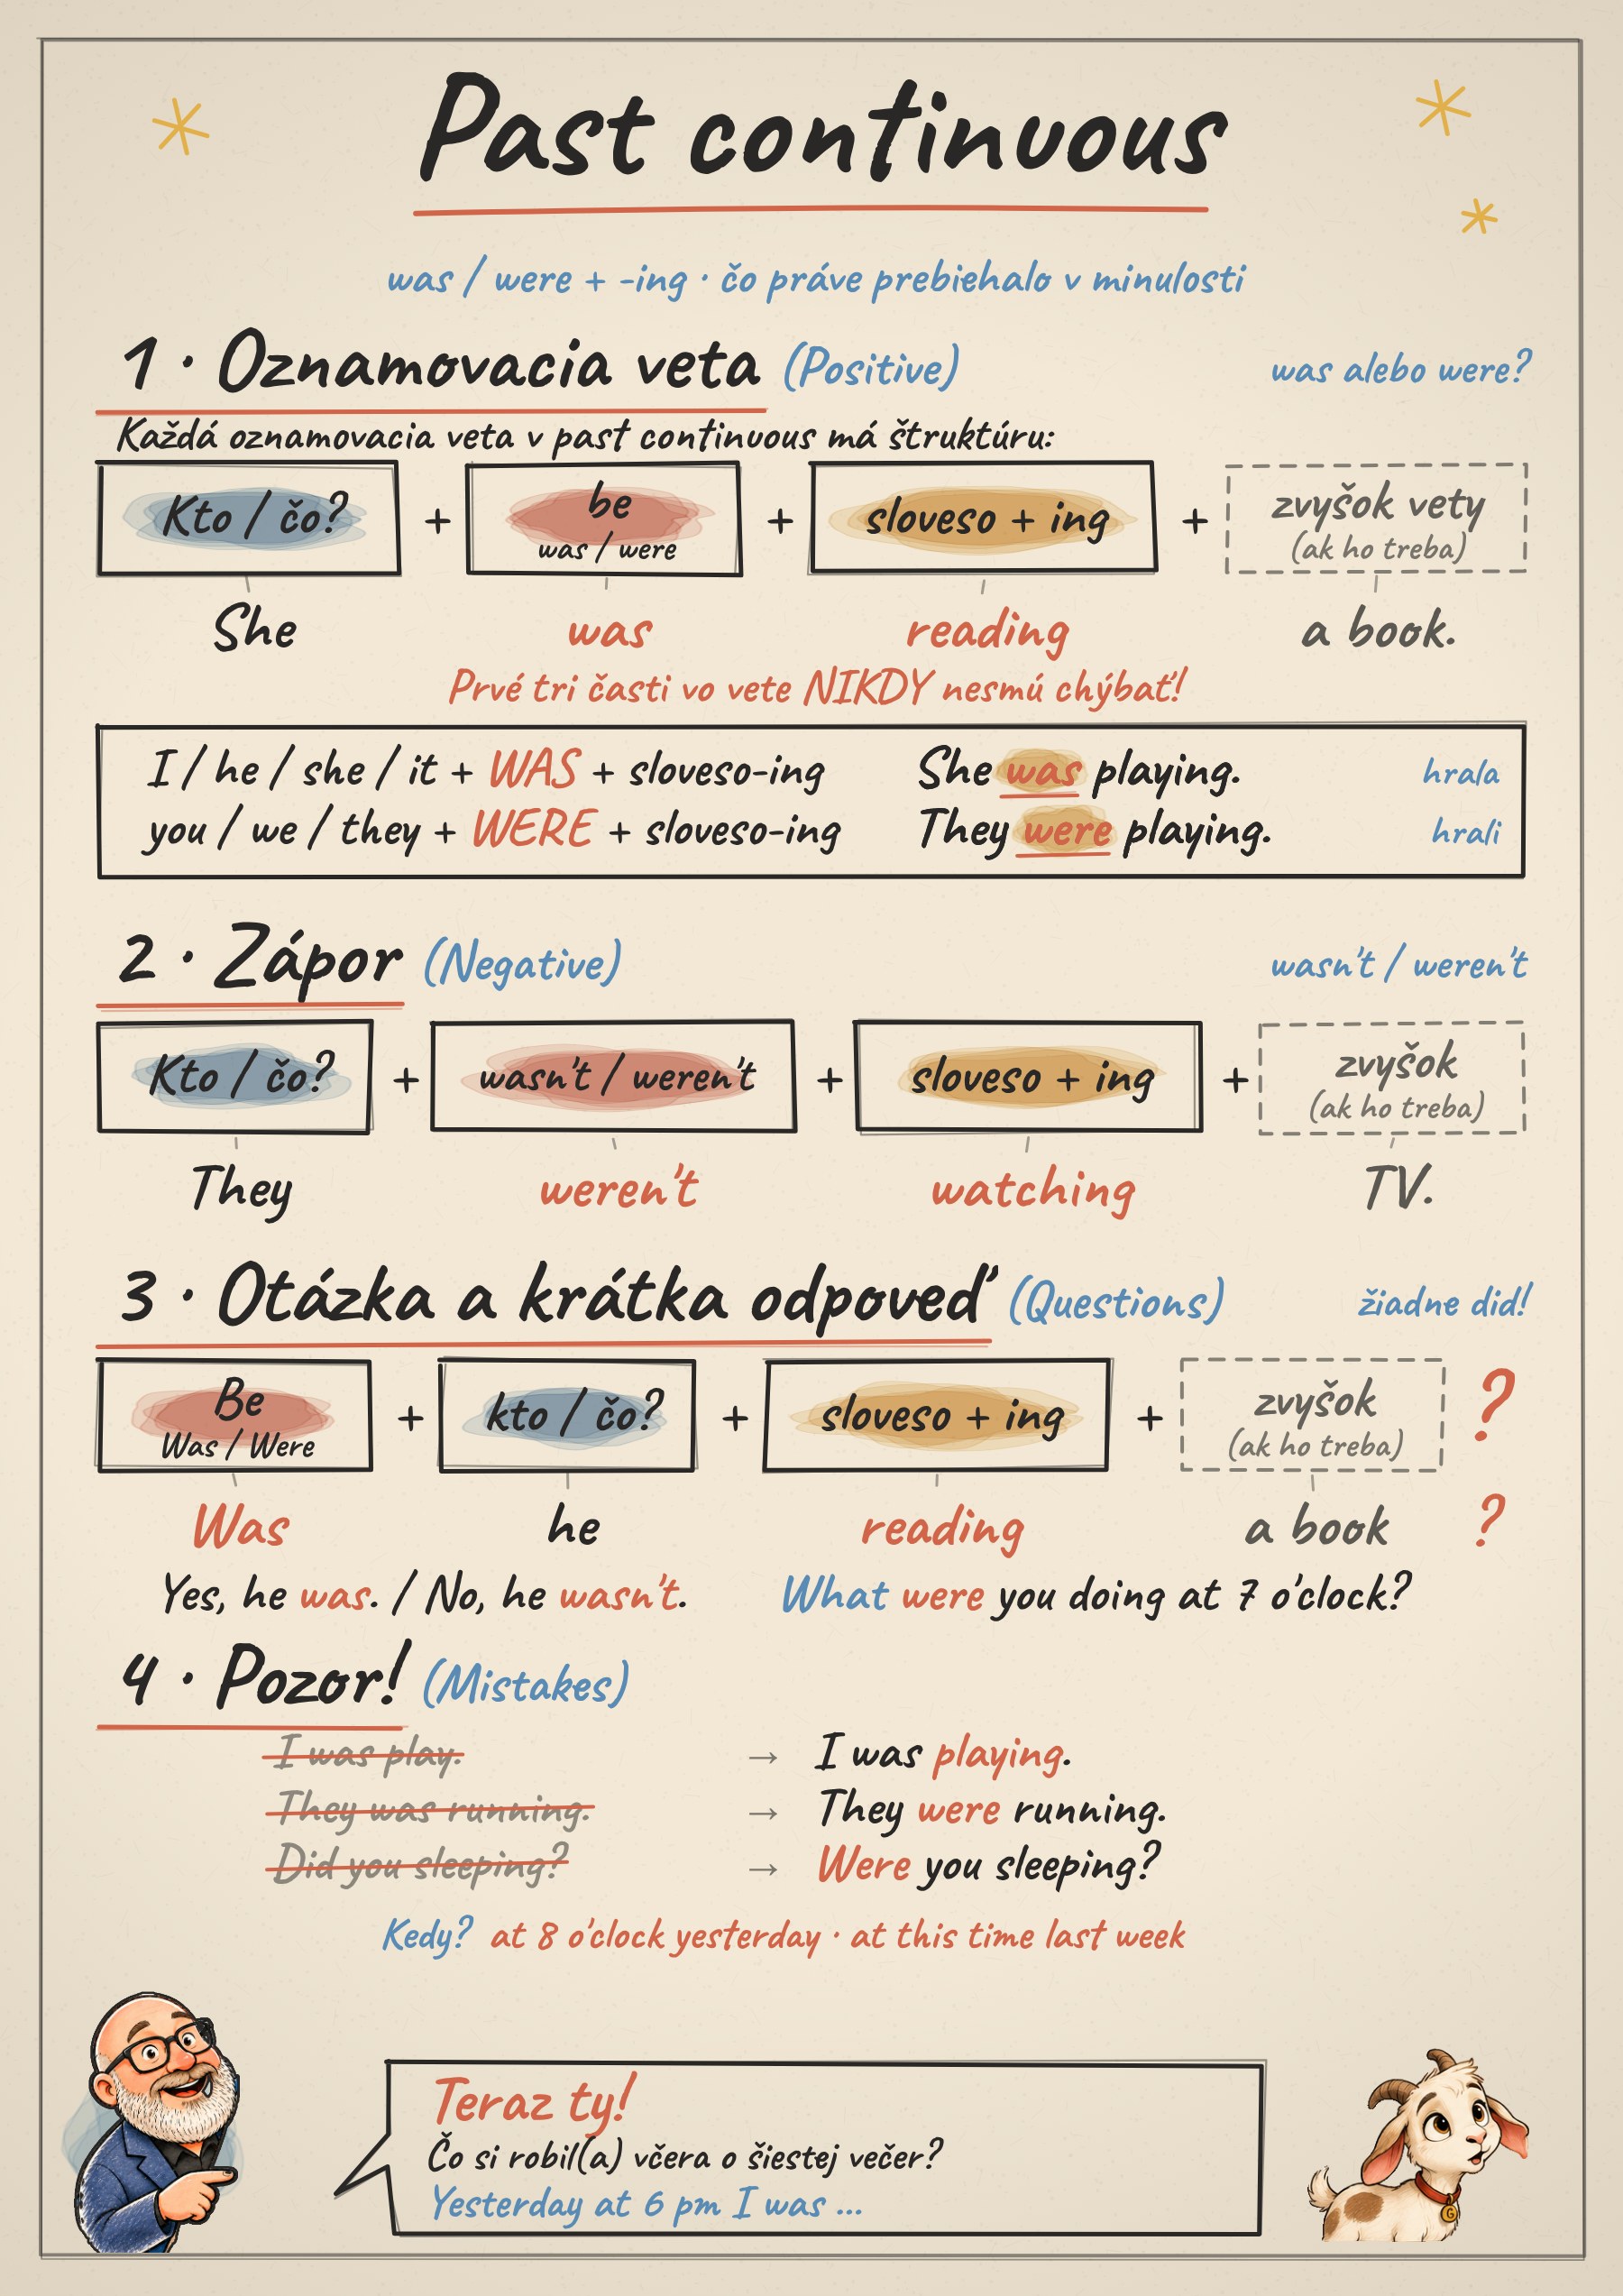 Past continuous
was / were + -ing · čo práve prebiehalo v minulosti
1 · Oznamovacia veta (Positive) was alebo were?
Každá oznamovacia veta v past continuous má štruktúru:
Kto / čo? + be + sloveso + ing + zvyšok vety
was / were (ak ho treba)
She was reading a book.
Prvé tri časti vo vete NIKDY nesmú chýbať!
I / he / she / it + WAS + sloveso-ing She was playing. hrala
you / we / they + WERE + sloveso-ing They were playing. hrali
2 · Zápor (Negative) wasn't / weren't
Kto / čo? + wasn't / weren't + sloveso + ing + zvyšok
(ak ho treba)
They weren't watching TV.
3 · Otázka a krátka odpoveď (Questions) žiadne did!
Be + kto / čo? + sloveso + ing + zvyšok ?
Was / Were (ak ho treba)
Was he reading a book ?
Yes, he was. / No, he wasn't. What were you doing at 7 o'clock?
4 · Pozor! (Mistakes)
I was play. → I was playing.
They was running. → They were running.
Did you sleeping? → Were you sleeping?
Kedy? at 8 o'clock yesterday · at this time last week
Teraz ty!
Čo si robil(a) včera o šiestej večer?
Yesterday at 6 pm I was ...
G